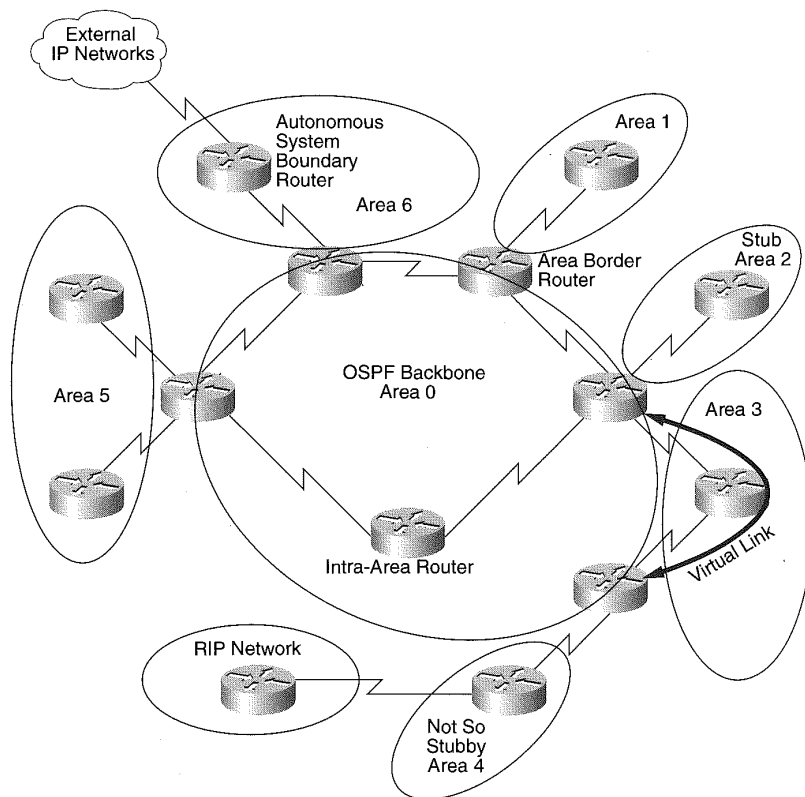 External
IP Networks
Autonomous
System
Boundary
Router
Area 6
Area 1
Area Border
Router
Stub
Area 2
OSPF Backbone
Area 0
Area 5
Area 3
Intra-Area Router
Virtual Link
RIP Network
Not So
Stubby
Area 4